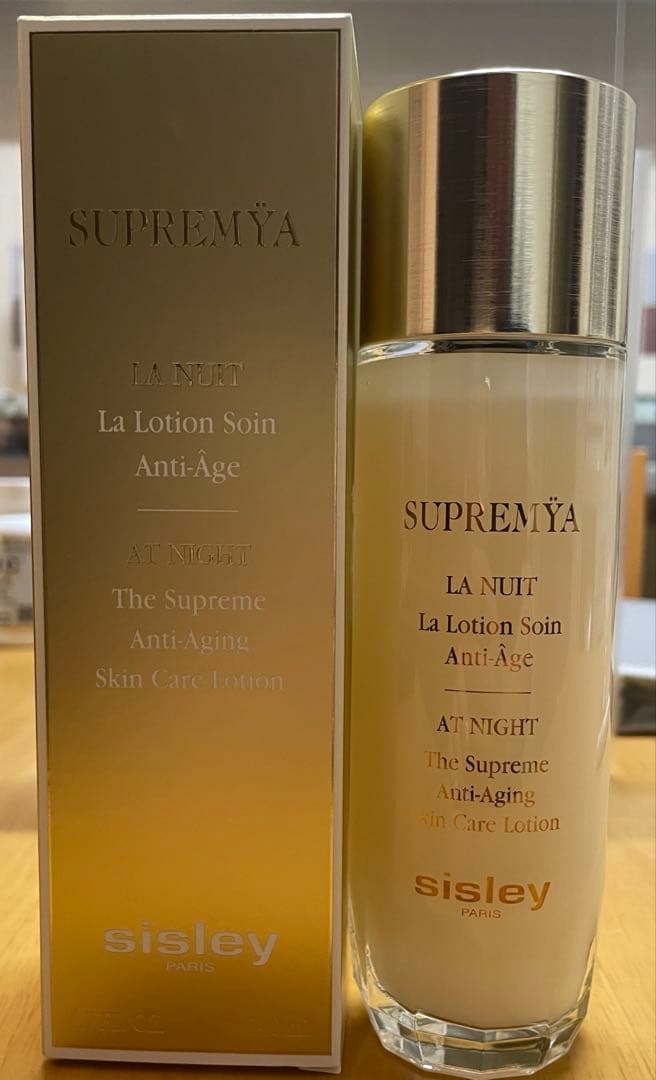 SUPREMŸA
LA NUIT
La Lotion Soin
Anti-Âge
AT NIGHT
The Supreme
Anti-Aging
Skin Care Lotion
sisley
PARIS
SUPREMŸA
LA NUIT
La Lotion Soin
Anti-Âge
AT NIGHT
The Supreme
Anti-Aging
Skin Care Lotion
sisley
PARIS